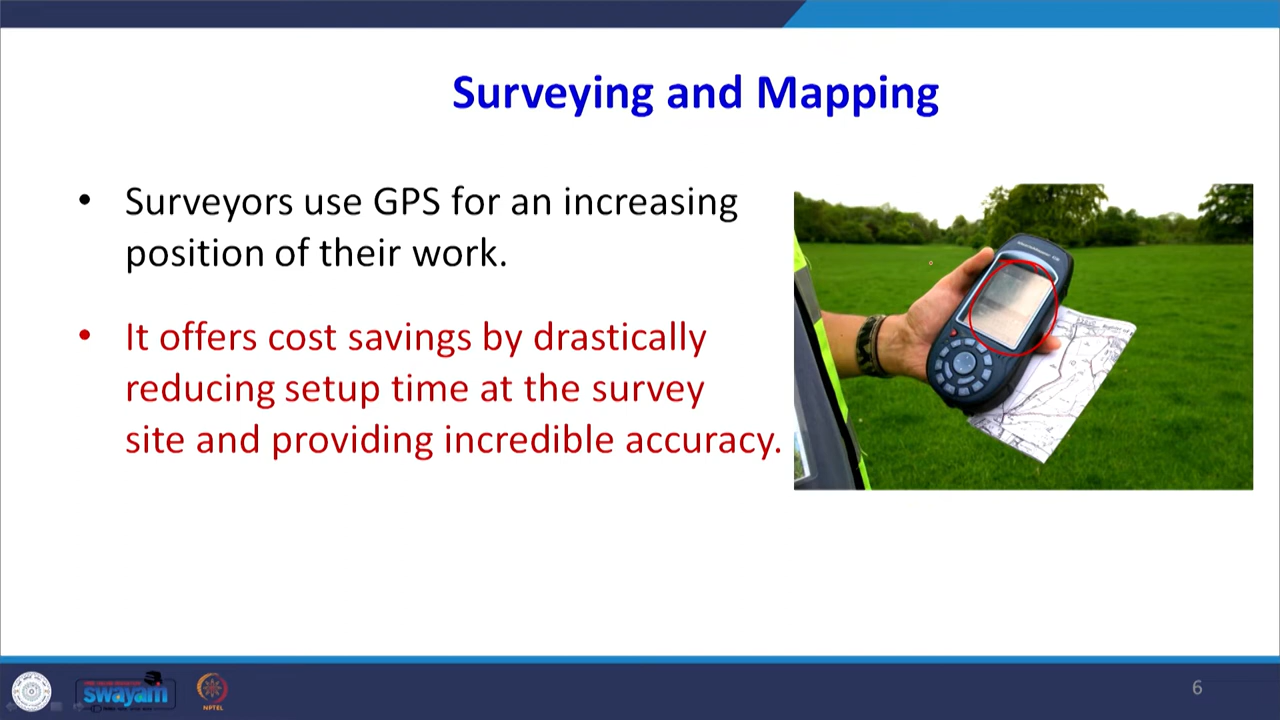 Surveying and Mapping
• Surveyors use GPS for an increasing
position of their work.
• It offers cost savings by drastically
reducing setup time at the survey
site and providing incredible accuracy.
swayam
NPTEL
6